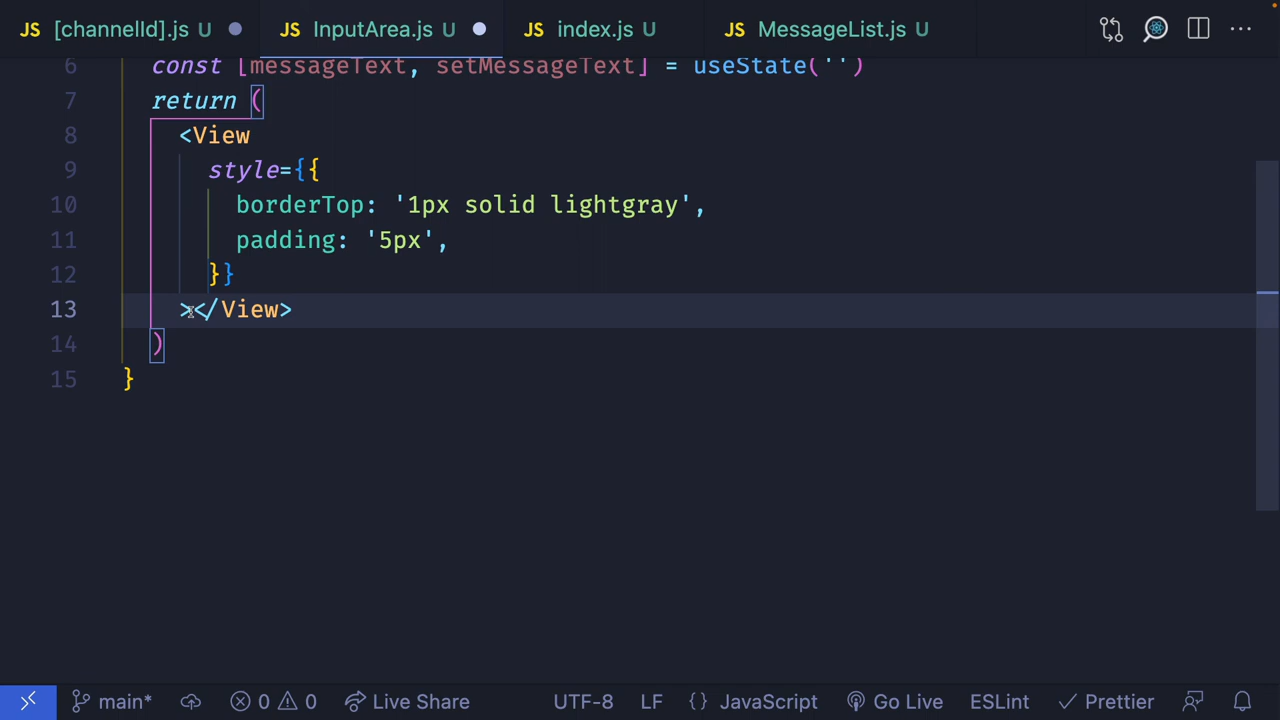 JS [channelId].js U JS InputArea.js U JS index.js U JS MessageList.js U
6 const [messageText, setMessageText] = useState('')
7 return (
8 <View
9 style={{
10 borderTop: '1px solid lightgray',
11 padding: '5px',
12 }}
13 ></View>
14 )
15 }
main* 0 0 Live Share UTF-8 LF {} JavaScript Go Live ESLint Prettier